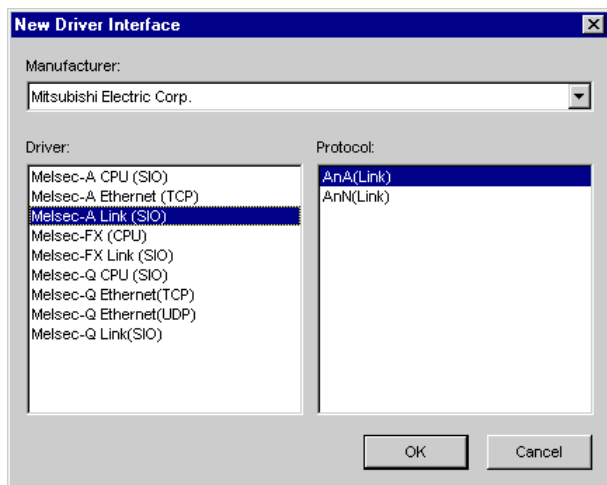 New Driver Interface
Manufacturer:
Mitsubishi Electric Corp.
Driver:
Melsec-A CPU (SIO)
Melsec-A Ethernet (TCP)
Melsec-A Link (SIO)
Melsec-FX (CPU)
Melsec-FX Link (SIO)
Melsec-Q CPU (SIO)
Melsec-Q Ethernet(TCP)
Melsec-Q Ethernet(UDP)
Melsec-Q Link(SIO)
Protocol:
AnA(Link)
AnN(Link)
OK
Cancel